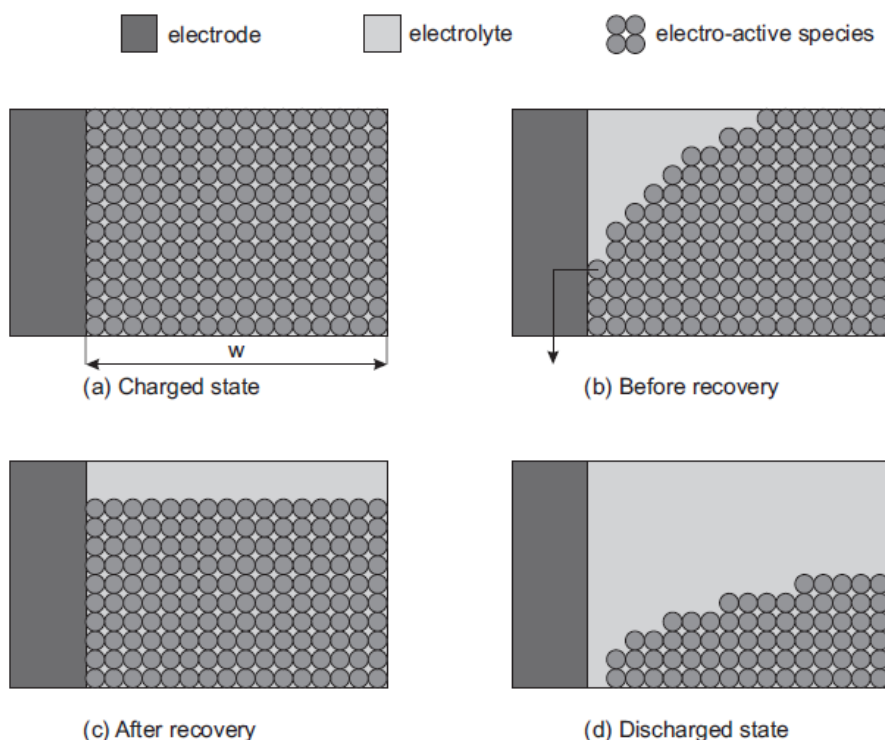 electrode
electrolyte
electro-active species
w
(a) Charged state
(b) Before recovery
(c) After recovery
(d) Discharged state